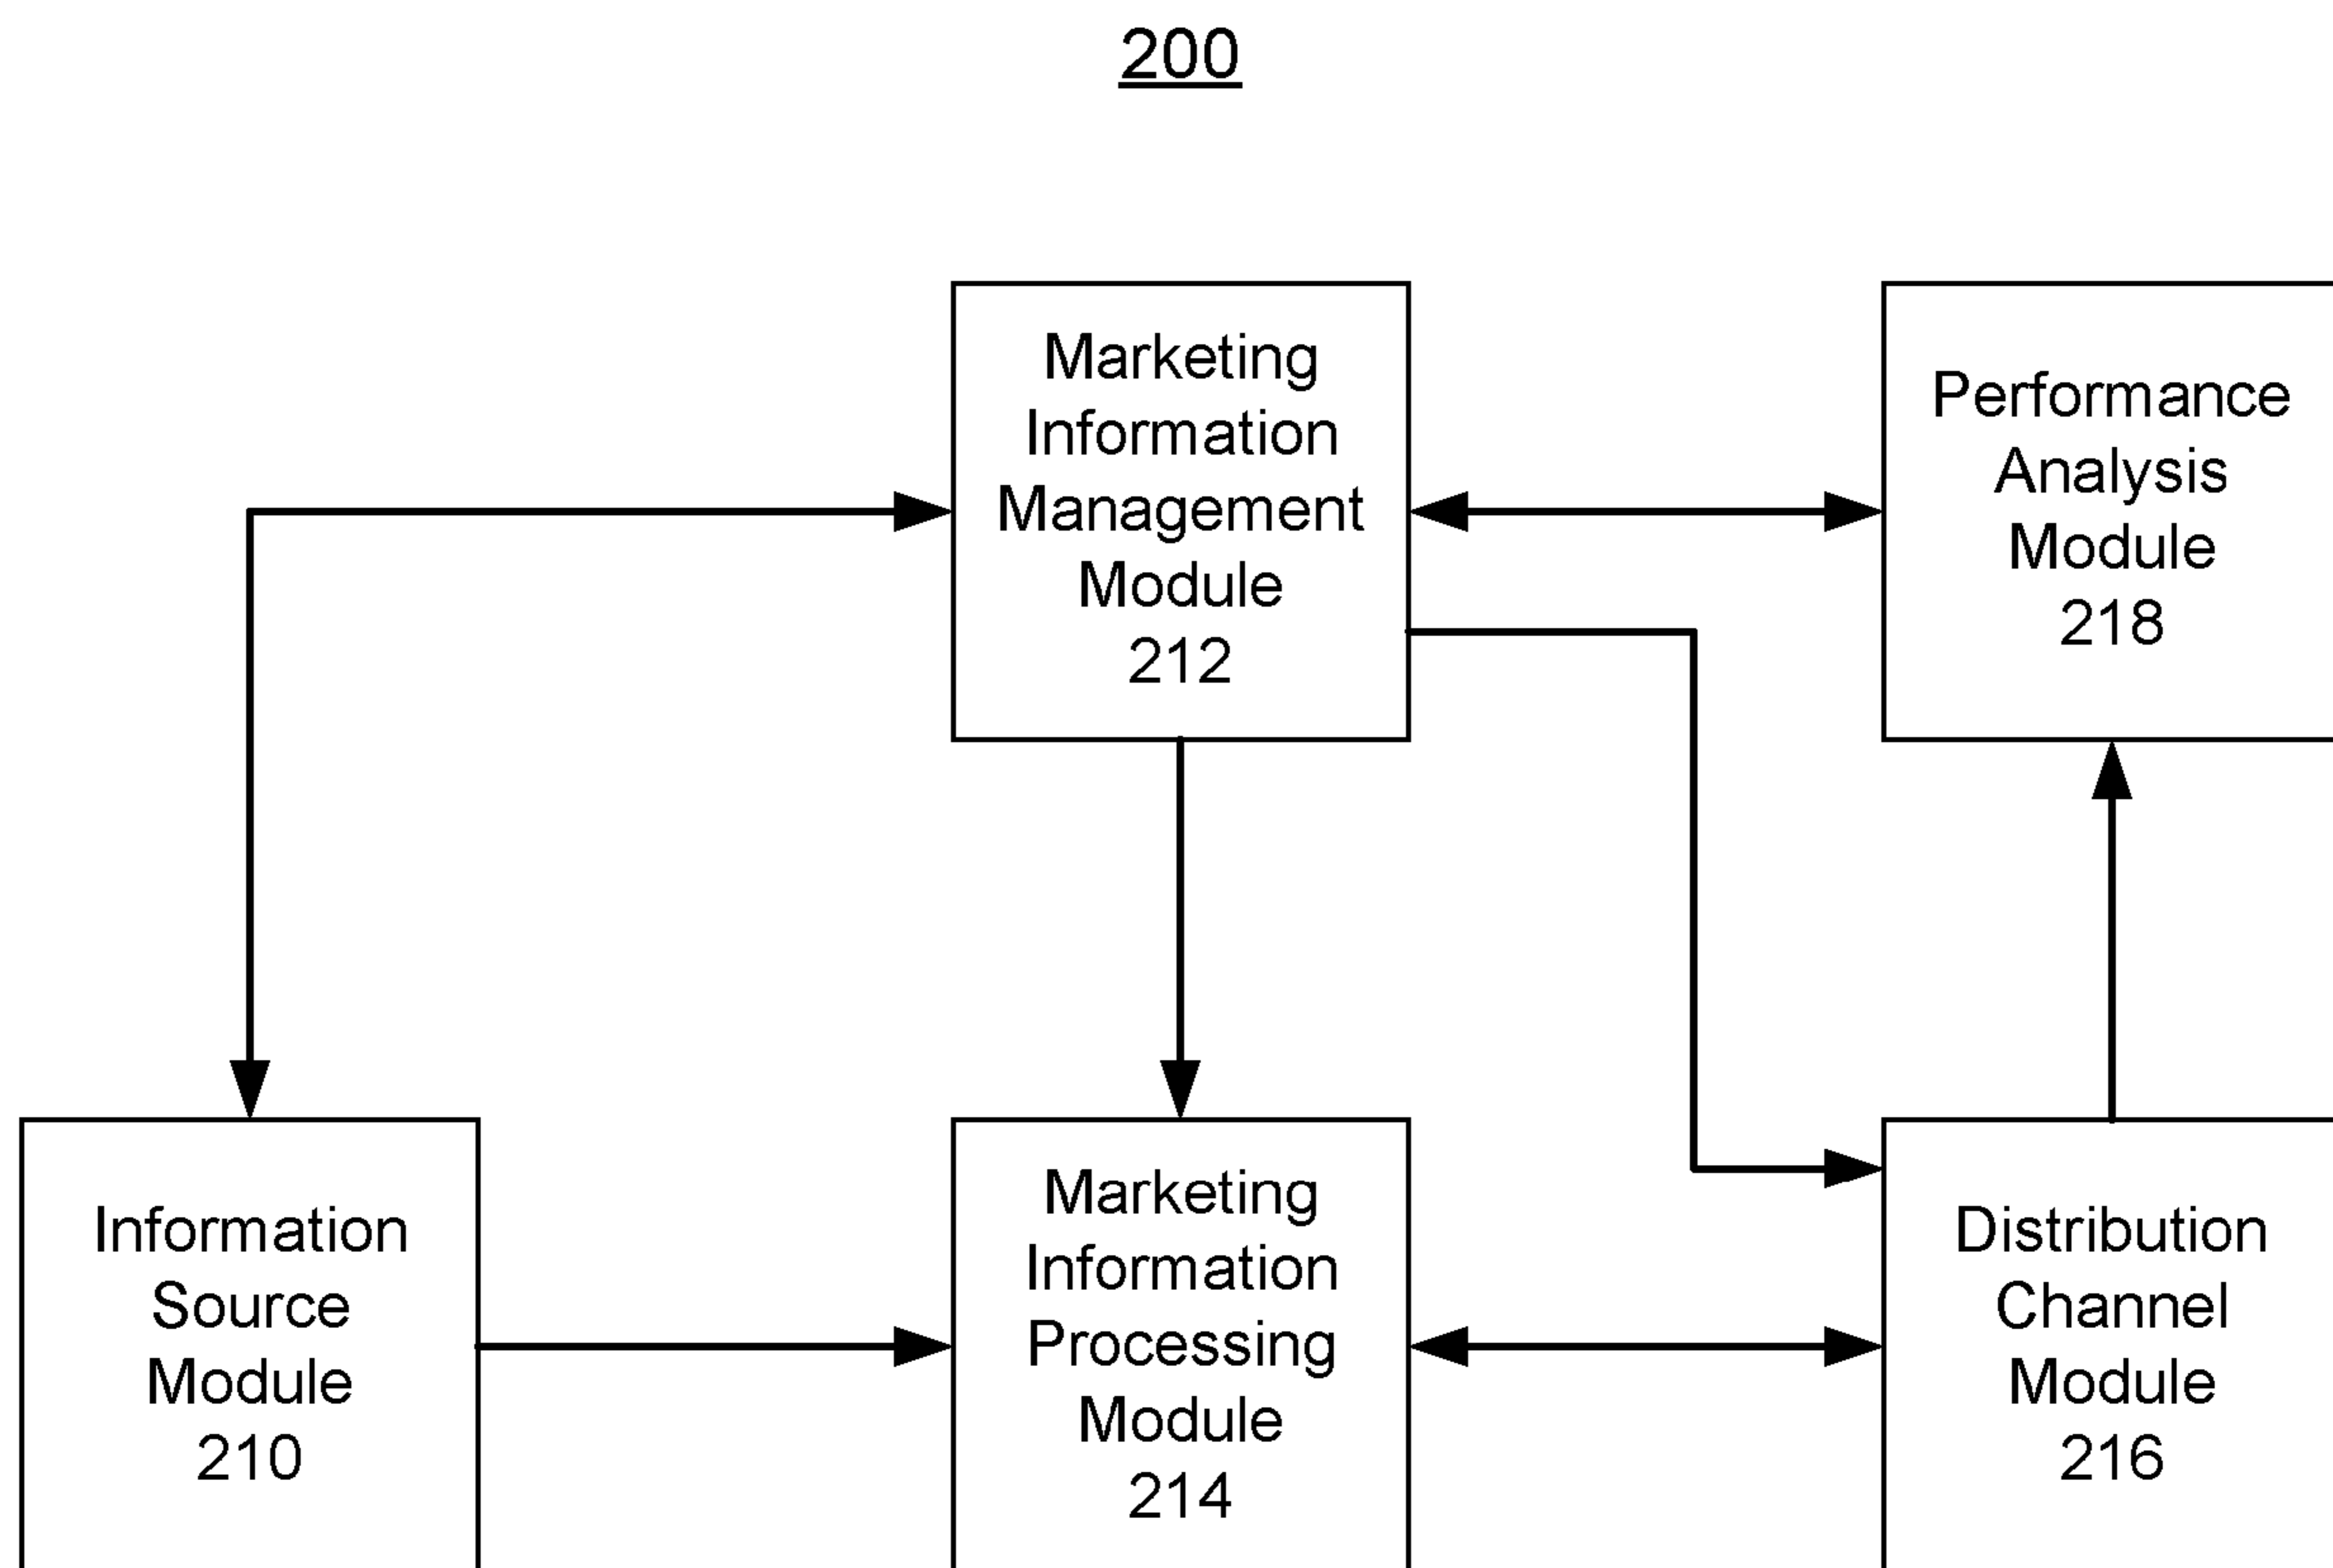 200
Marketing
Information
Management
Module
212
Performance
Analysis
Module
218
Information
Source
Module
210
Marketing
Information
Processing
Module
214
Distribution
Channel
Module
216